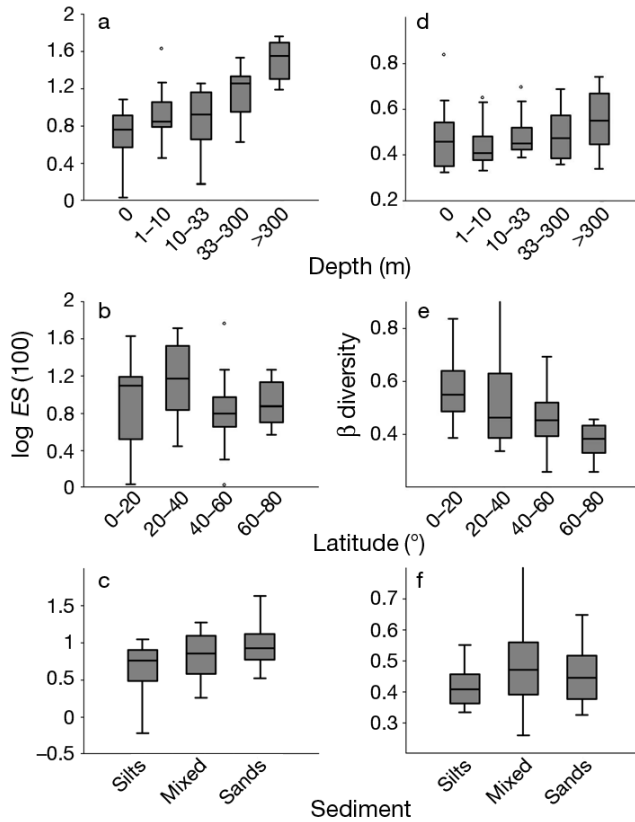 a
2
1.6
1.2
0.8
0.4
0
0
1–10
10–33
33–300
>300
d
0.8
0.6
0.4
0.2
0
1–10
10–33
33–300
>300
Depth (m)
b
2
1.6
1.2
0.8
0.4
0
log ES (100)
0–20
20–40
40–60
60–80
e
0.8
0.6
0.4
β diversity
0–20
20–40
40–60
60–80
Latitude (°)
c
1.5
1
0.5
0
–0.5
Silts
Mixed
Sands
f
0.7
0.6
0.5
0.4
0.3
Silts
Mixed
Sands
Sediment